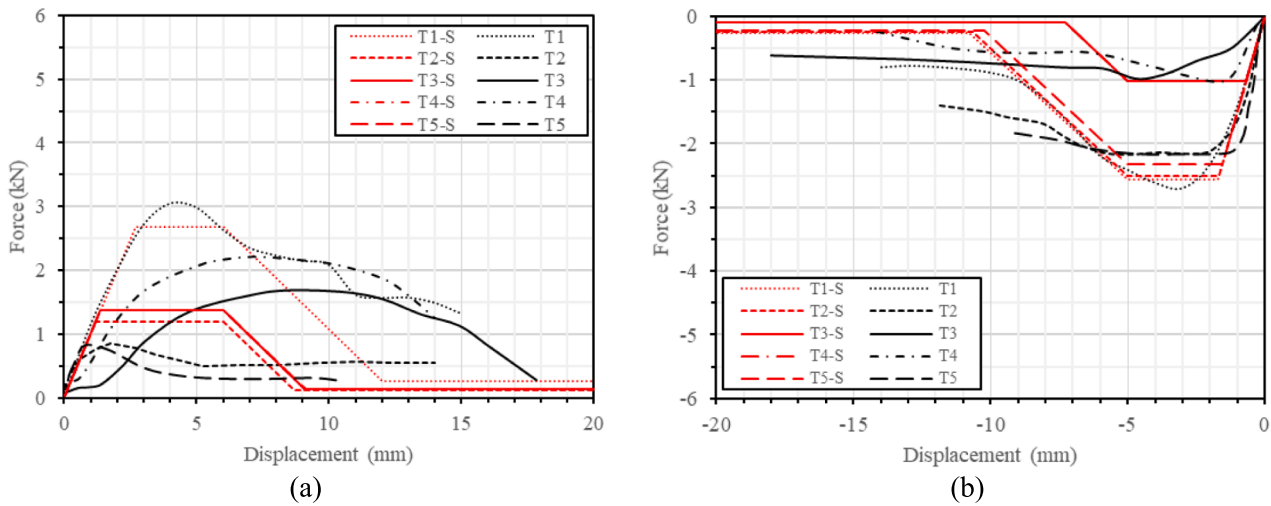 6
5
4
3
2
1
0
Force (kN)
T1-S T1
T2-S T2
T3-S T3
T4-S T4
T5-S T5
0 5 10 15 20
Displacement (mm)
(a)
0
-1
-2
-3
-4
-5
-6
Force (kN)
T1-S T1
T2-S T2
T3-S T3
T4-S T4
T5-S T5
-20 -15 -10 -5 0
Displacement (mm)
(b)